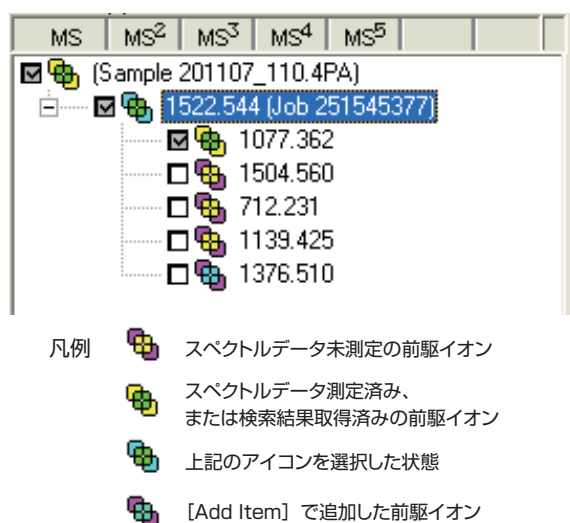 MS MS2 MS3 MS4 MS5
(Sample 201107_110.4PA)
1522.544 (Job 251545377)
1077.362
1504.560
712.231
1139.425
1376.510
凡例 スペクトルデータ未測定の前駆イオン
スペクトルデータ測定済み、
または検索結果取得済みの前駆イオン
上記のアイコンを選択した状態
［Add Item］で追加した前駆イオン